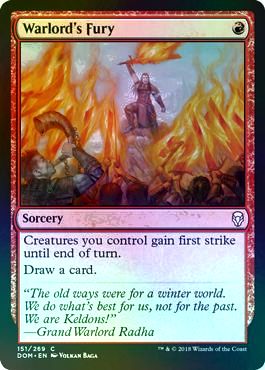 Warlord's Fury
Sorcery
Creatures you control gain first strike
until end of turn.
Draw a card.
“The old ways were for a winter world.
We do what's best for us, not for the past.
We are Keldons!”
—Grand Warlord Radha
151/269 C
DOM • EN Volkan Baga
™ & © 2018 Wizards of the Coast